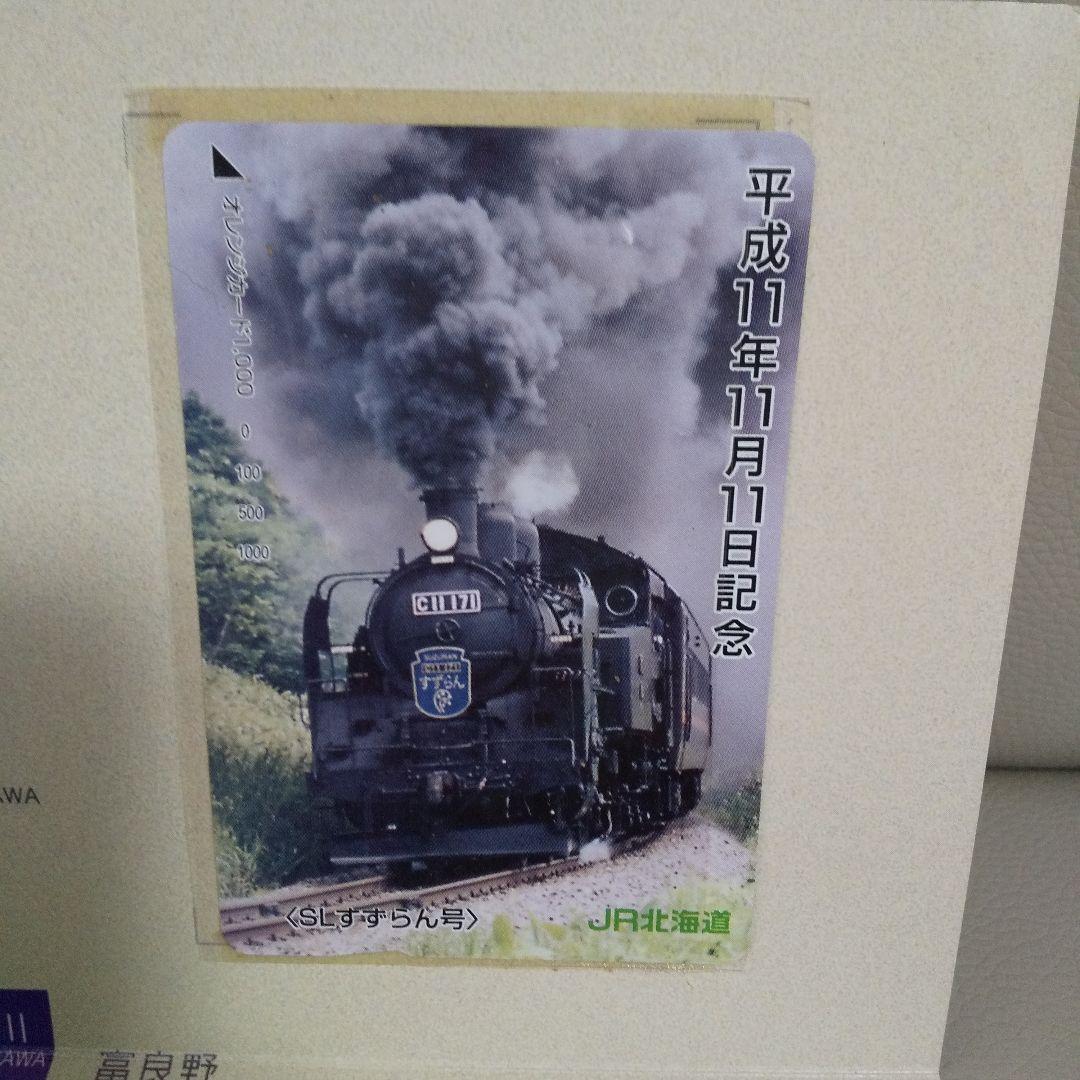 平成11年11月11日記念
オレンジカード1,000
0
100
500
1000
C11 171
SUZURAN
すずらん
〈SLすずらん号〉
JR北海道
AWA
11
AWA
富良野